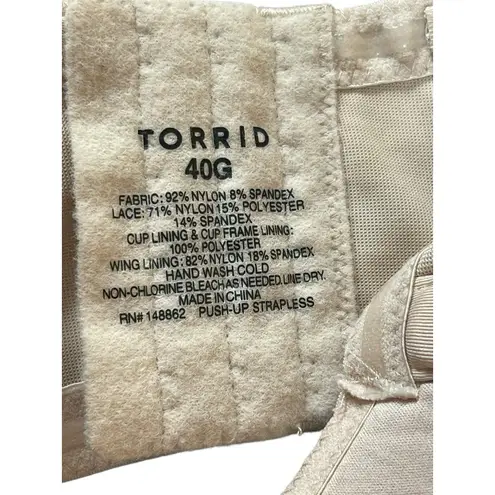 TORRID
40G
FABRIC: 92% NYLON 8% SPANDEX
LACE: 71% NYLON 15% POLYESTER
14% SPANDEX
CUP LINING & CUP FRAME LINING:
100% POLYESTER
WING LINING: 82% NYLON 18% SPANDEX
HAND WASH COLD
NON-CHLORINE BLEACH AS NEEDED. LINE DRY.
MADE IN CHINA
RN# 148862 PUSH-UP STRAPLESS